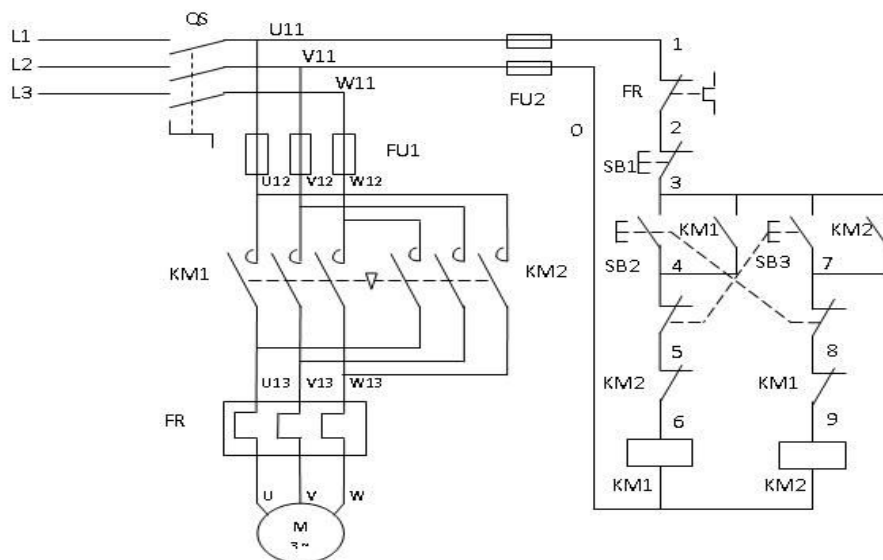 QS
L1
U11
1
L2
V11
L3
W11
FU2
FR
O
2
FU1
SB1
U12 V12 W12
3
KM1
KM2
KM1
KM2
SB2
4
SB3
7
5
8
U13 V13 W13
KM2
KM1
FR
6
9
U V W
KM1
KM2
M
3~